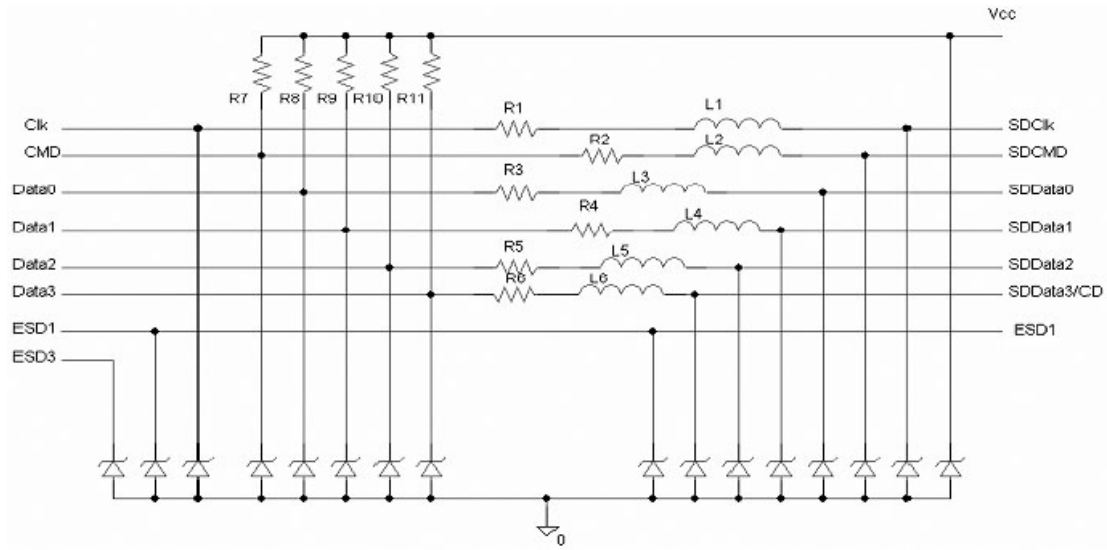 Vcc
R7 R8 R9 R10 R11
Clk R1 L1 SDClk
CMD R2 L2 SDCMD
Data0 R3 L3 SDData0
Data1 R4 L4 SDData1
Data2 R5 L5 SDData2
Data3 R6 L6 SDData3/CD
ESD1 ESD1
ESD3
0